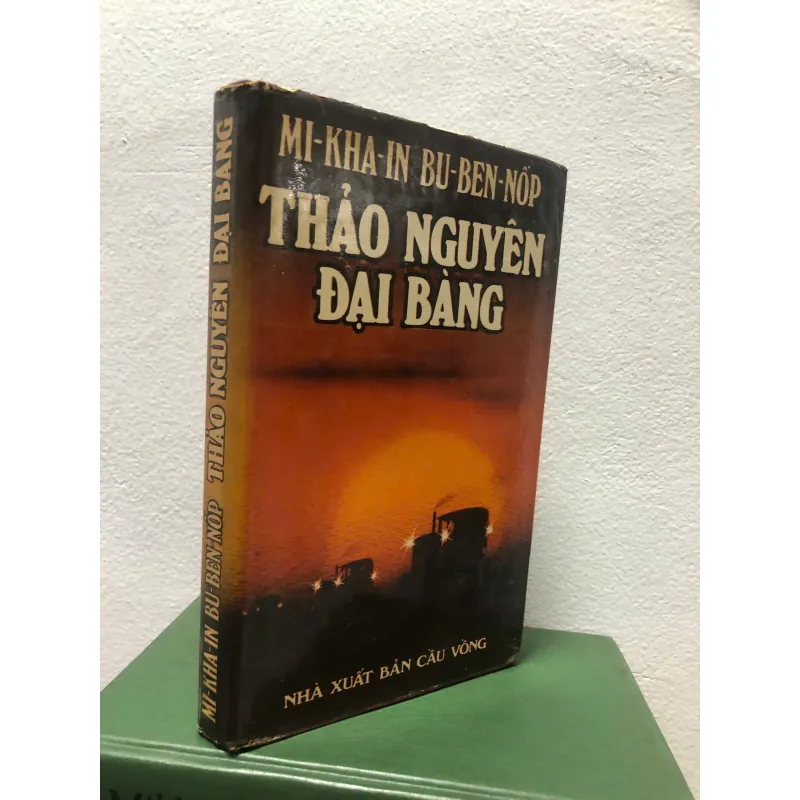 MI-KHA-IN BU-BEN-NỐP
THẢO NGUYÊN
ĐẠI BÀNG
NHÀ XUẤT BẢN CẦU VỒNG
MI-KHA-IN BU-BEN-NỐP THẢO NGUYÊN ĐẠI BÀNG